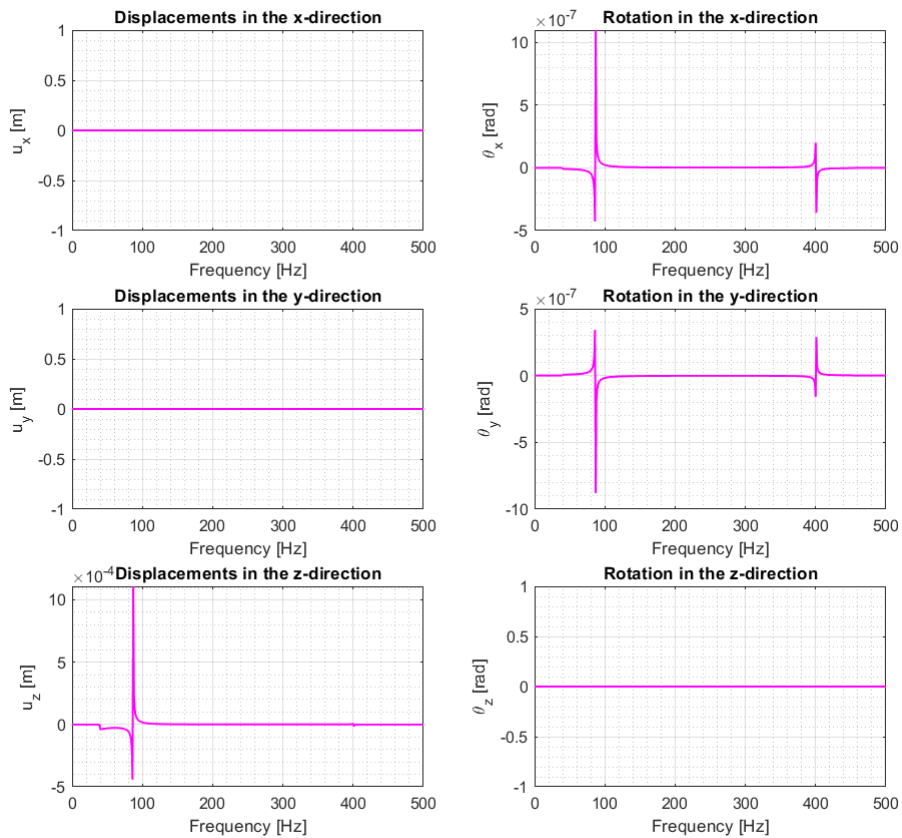 Displacements in the x-direction
1
0.5
0
-0.5
-1
u_x [m]
0 100 200 300 400 500
Frequency [Hz]
×10^-7 Rotation in the x-direction
10
5
0
-5
θ_x [rad]
0 100 200 300 400 500
Frequency [Hz]
Displacements in the y-direction
1
0.5
0
-0.5
-1
u_y [m]
0 100 200 300 400 500
Frequency [Hz]
×10^-7 Rotation in the y-direction
5
0
-5
-10
θ_y [rad]
0 100 200 300 400 500
Frequency [Hz]
×10^-4 Displacements in the z-direction
10
5
0
-5
u_z [m]
0 100 200 300 400 500
Frequency [Hz]
Rotation in the z-direction
1
0.5
0
-0.5
-1
θ_z [rad]
0 100 200 300 400 500
Frequency [Hz]